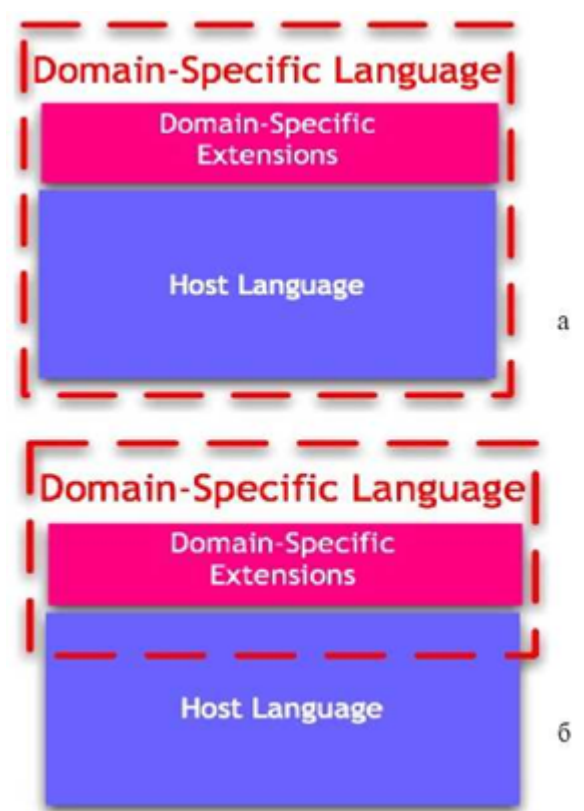 Domain-Specific Language
Domain-Specific
Extensions
Host Language
а
Domain-Specific Language
Domain-Specific
Extensions
Host Language
б